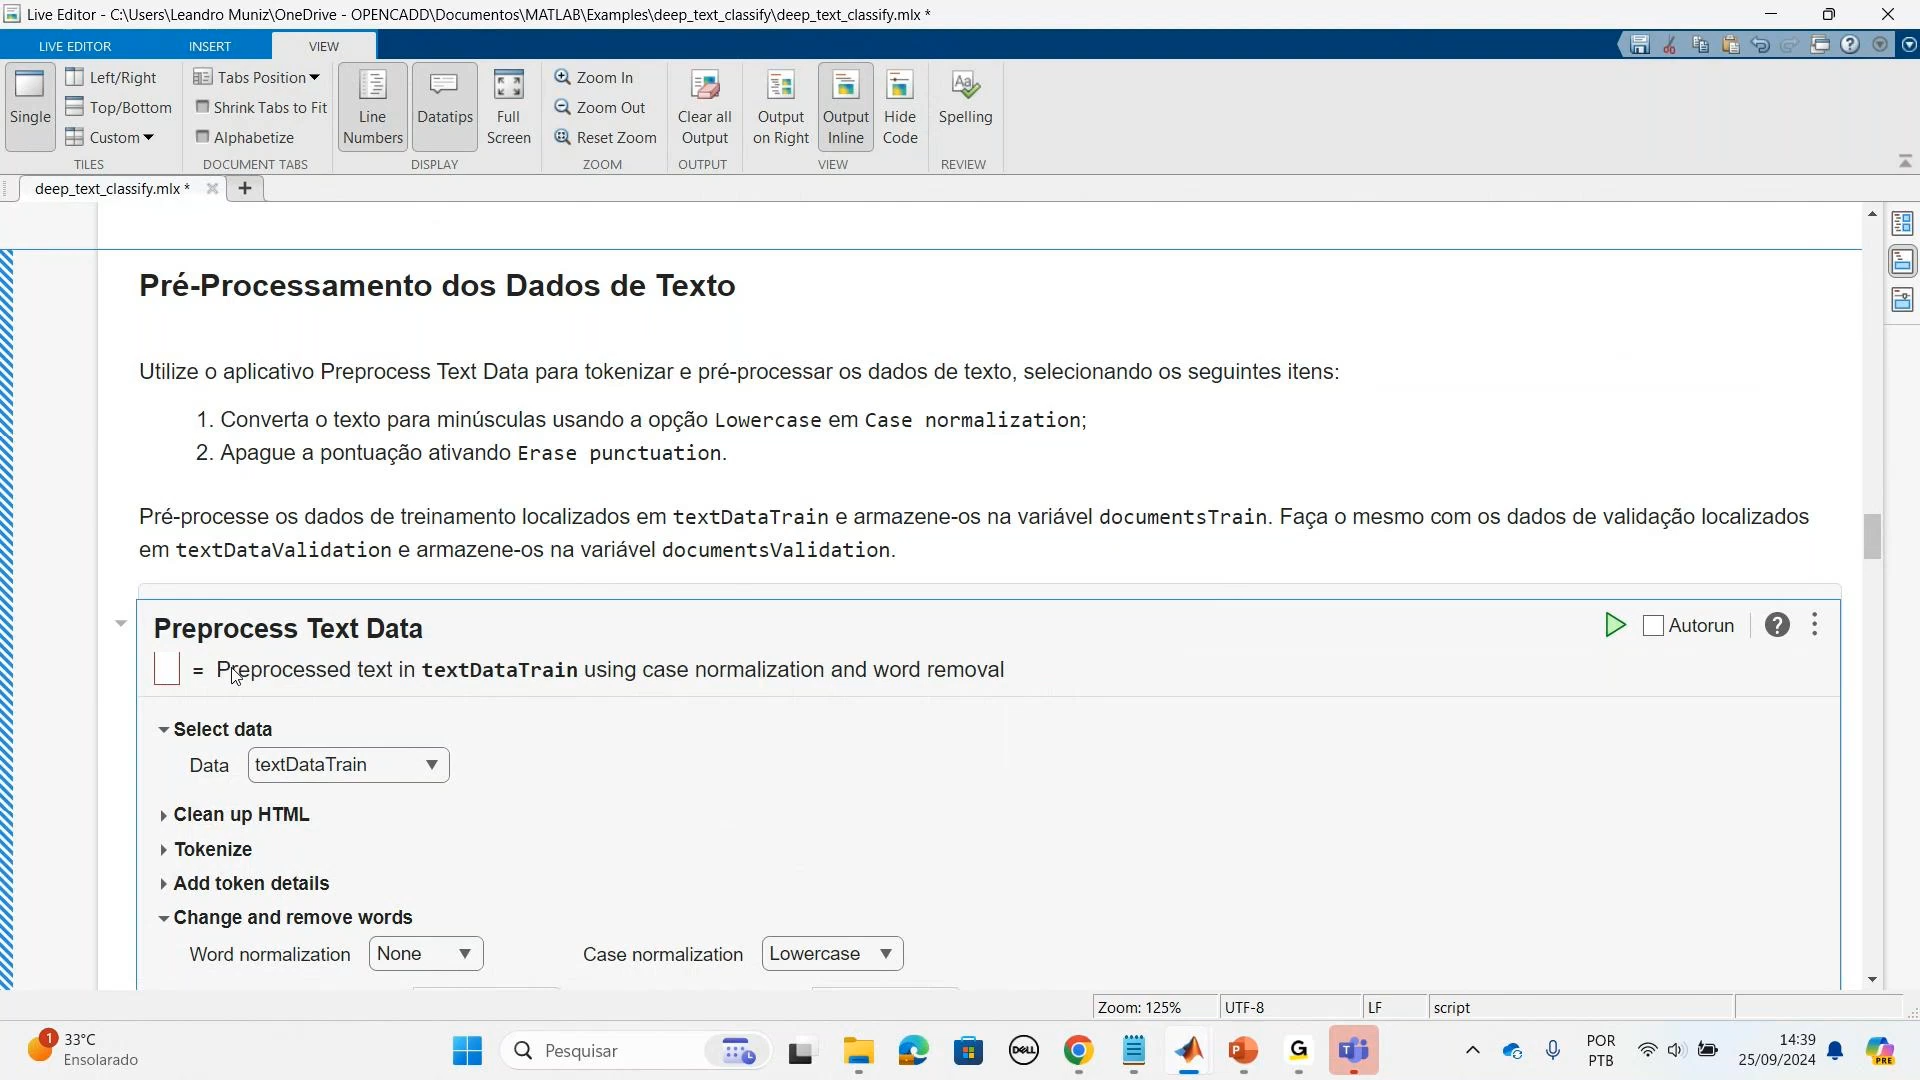 Live Editor - C:\Users\Leandro Muniz\OneDrive - OPENCADD\Documentos\MATLAB\Examples\deep_text_classify\deep_text_classify.mlx *
LIVE EDITOR INSERT VIEW
Single
Left/Right
Top/Bottom
Custom
TILES
Tabs Position
Shrink Tabs to Fit
Alphabetize
DOCUMENT TABS
Line Numbers
Datatips
Full Screen
DISPLAY
Zoom In
Zoom Out
Reset Zoom
ZOOM
Clear all Output
OUTPUT
Output on Right
Output Inline
Hide Code
VIEW
Spelling
REVIEW
deep_text_classify.mlx *
Pré-Processamento dos Dados de Texto
Utilize o aplicativo Preprocess Text Data para tokenizar e pré-processar os dados de texto, selecionando os seguintes itens:
1. Converta o texto para minúsculas usando a opção Lowercase em Case normalization;
2. Apague a pontuação ativando Erase punctuation.
Pré-processe os dados de treinamento localizados em textDataTrain e armazene-os na variável documentsTrain. Faça o mesmo com os dados de validação localizados
em textDataValidation e armazene-os na variável documentsValidation.
Preprocess Text Data
Autorun
= Preprocessed text in textDataTrain using case normalization and word removal
Select data
Data textDataTrain
Clean up HTML
Tokenize
Add token details
Change and remove words
Word normalization None Case normalization Lowercase
Zoom: 125% UTF-8 LF script
1
33°C
Ensolarado
Pesquisar
DELL
PRE
POR
PTB
14:39
25/09/2024